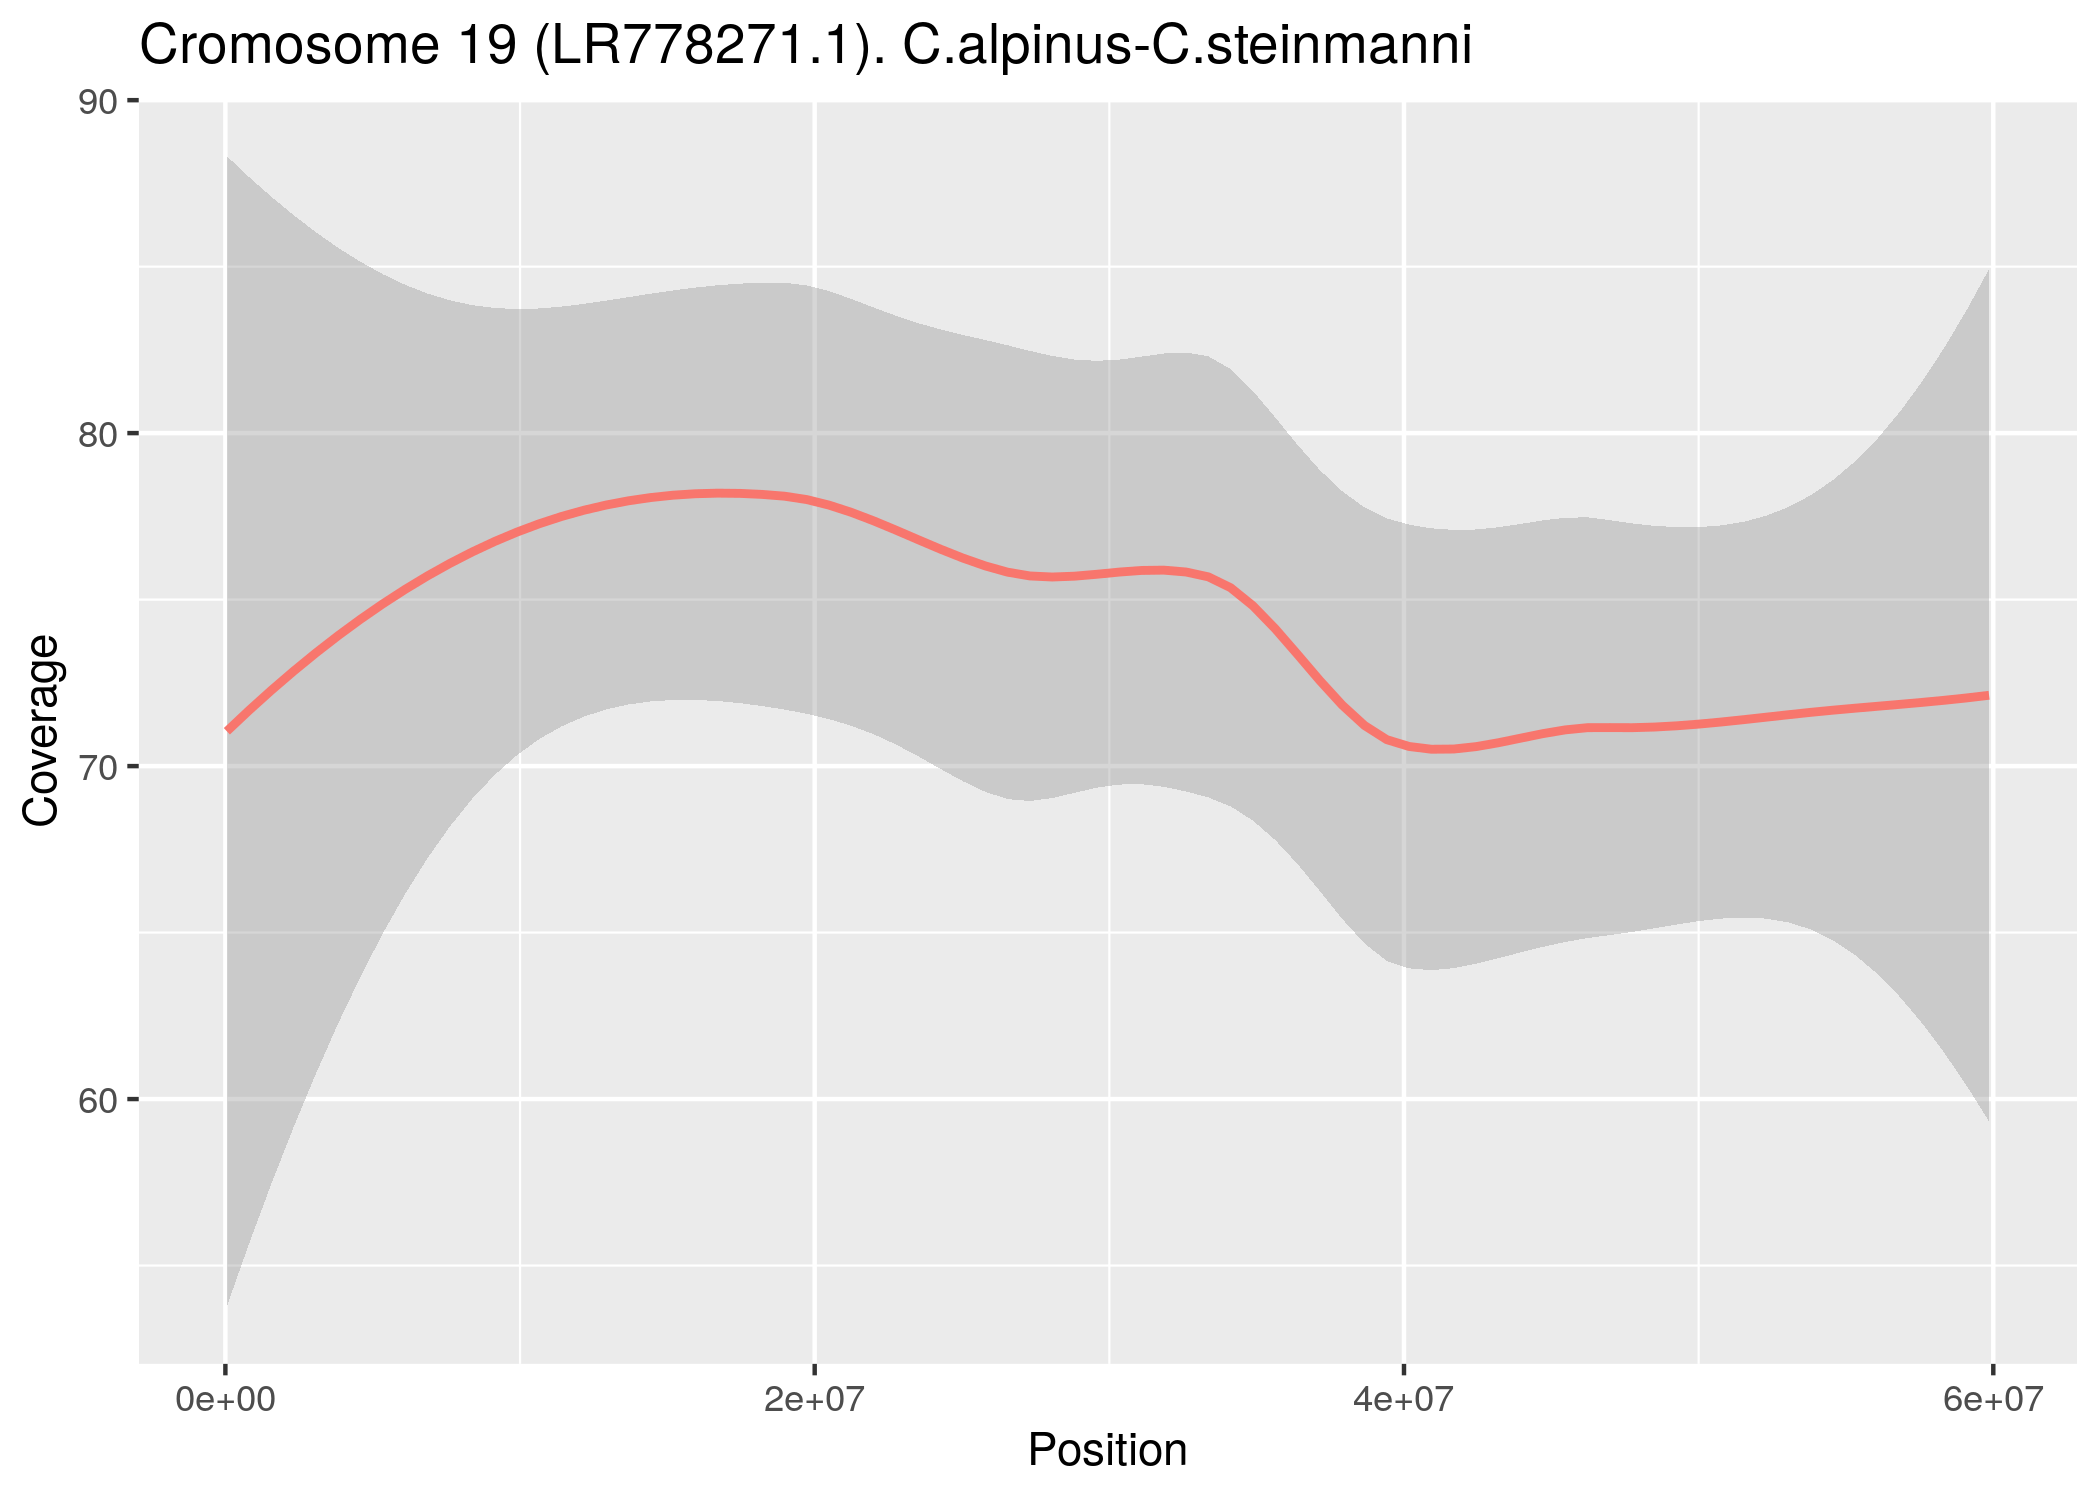 Cromosome 19 (LR778271.1). C.alpinus-C.steinmanni
90
80
70
60
Coverage
0e+00 2e+07 4e+07 6e+07
Position